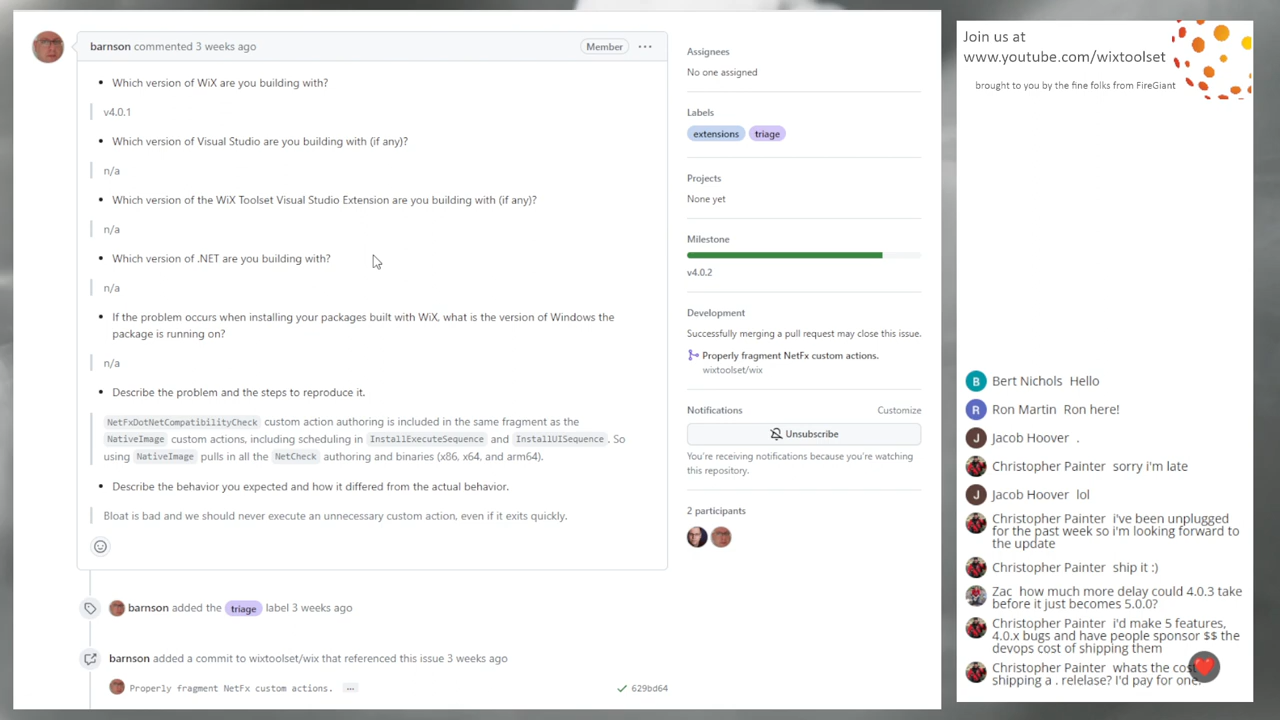 barnson commented 3 weeks ago
Member
• Which version of WiX are you building with?
v4.0.1
• Which version of Visual Studio are you building with (if any)?
n/a
• Which version of the WiX Toolset Visual Studio Extension are you building with (if any)?
n/a
• Which version of .NET are you building with?
n/a
• If the problem occurs when installing your packages built with WiX, what is the version of Windows the
package is running on?
n/a
• Describe the problem and the steps to reproduce it.
NetFxDotNetCompatibilityCheck custom action authoring is included in the same fragment as the
NativeImage custom actions, including scheduling in InstallExecuteSequence and InstallUISequence. So
using NativeImage pulls in all the NetCheck authoring and binaries (x86, x64, and arm64).
• Describe the behavior you expected and how it differed from the actual behavior.
Bloat is bad and we should never execute an unnecessary custom action, even if it exits quickly.
barnson added the triage label 3 weeks ago
barnson added a commit to wixtoolset/wix that referenced this issue 3 weeks ago
Properly fragment NetFx custom actions. ...
629bd64
Assignees
No one assigned
Labels
extensions triage
Projects
None yet
Milestone
v4.0.2
Development
Successfully merging a pull request may close this issue.
Properly fragment NetFx custom actions.
wixtoolset/wix
Notifications
Customize
Unsubscribe
You're receiving notifications because you're watching
this repository.
2 participants
Join us at
www.youtube.com/wixtoolset
brought to you by the fine folks from FireGiant
B Bert Nichols Hello
R Ron Martin Ron here!
J Jacob Hoover .
Christopher Painter sorry i'm late
J Jacob Hoover lol
Christopher Painter i've been unplugged
for the past week so i'm looking forward to
the update
Christopher Painter ship it :)
Zac how much more delay could 4.0.3 take
before it just becomes 5.0.0?
Christopher Painter i'd make 5 features,
4.0.x bugs and have people sponsor $$ the
devops cost of shipping them
Christopher Painter whats the cost
shipping a . relelase? I'd pay for one.